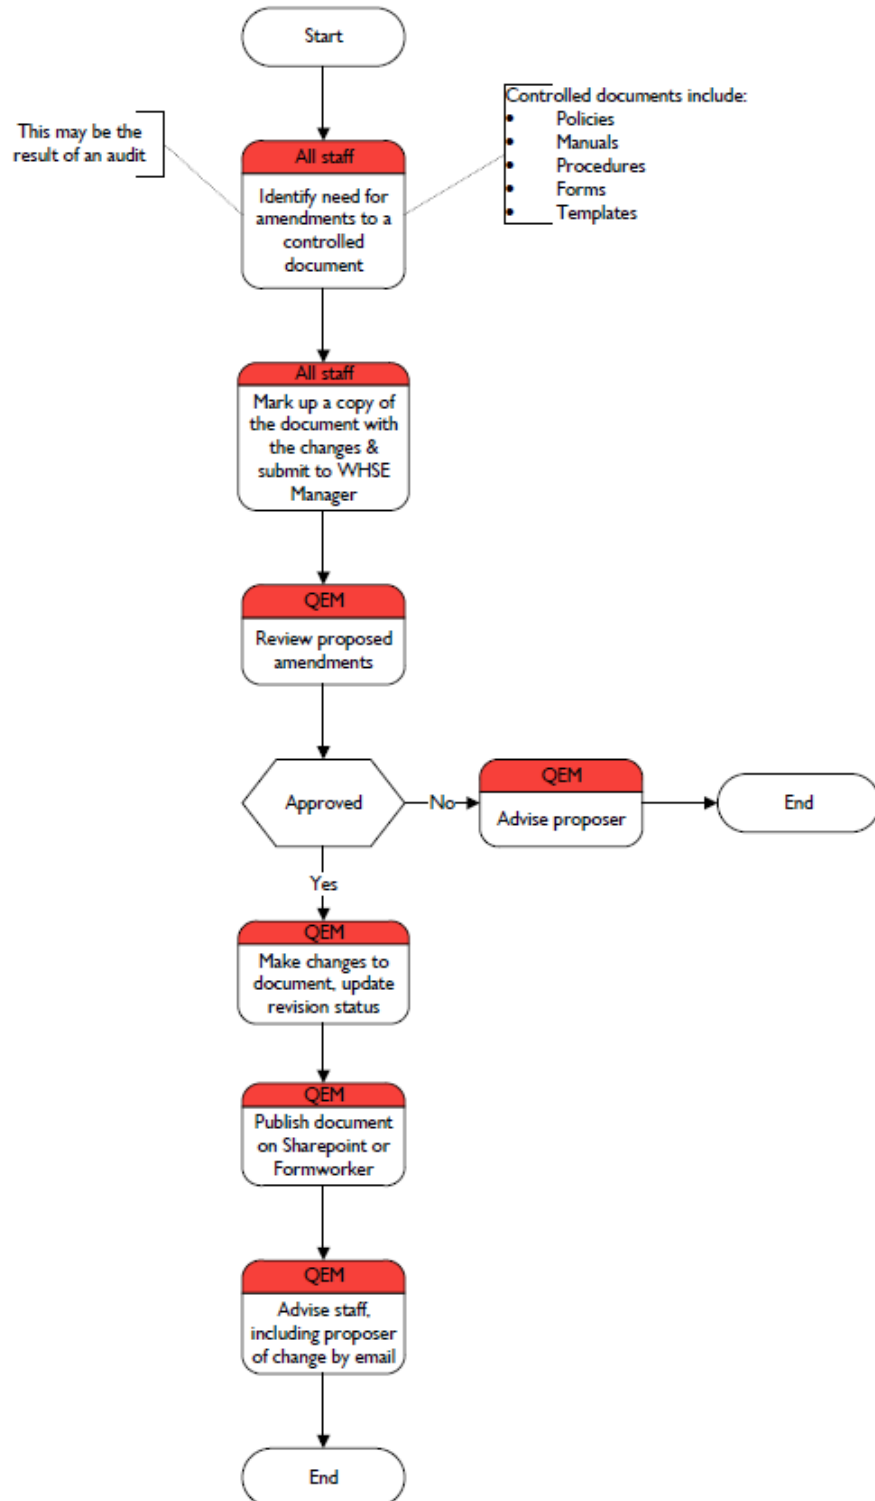 Start
This may be the
result of an audit
Controlled documents include:
• Policies
• Manuals
• Procedures
• Forms
• Templates
All staff
Identify need for
amendments to a
controlled
document
All staff
Mark up a copy of
the document with
the changes &
submit to WHSE
Manager
QEM
Review proposed
amendments
Approved
No
QEM
Advise proposer
End
Yes
QEM
Make changes to
document, update
revision status
QEM
Publish document
on Sharepoint or
Formworker
QEM
Advise staff,
including proposer
of change by email
End